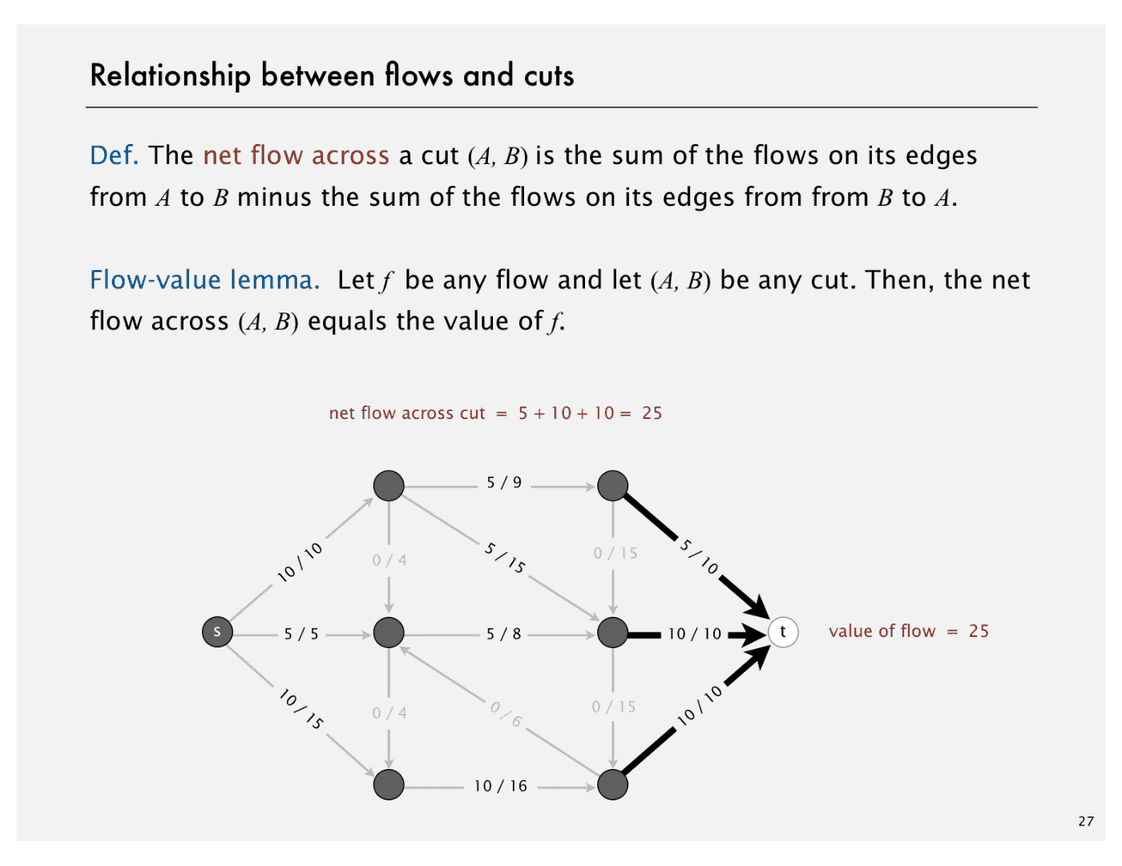 Relationship between flows and cuts
Def. The net flow across a cut (A, B) is the sum of the flows on its edges
from A to B minus the sum of the flows on its edges from from B to A.
Flow-value lemma. Let f be any flow and let (A, B) be any cut. Then, the net
flow across (A, B) equals the value of f.
net flow across cut = 5 + 10 + 10 = 25
5 / 9
10 / 10
0 / 4
5 / 15
0 / 15
5 / 10
s
5 / 5
5 / 8
10 / 10
t
value of flow = 25
10 / 15
0 / 4
0 / 6
0 / 15
10 / 10
10 / 16
27